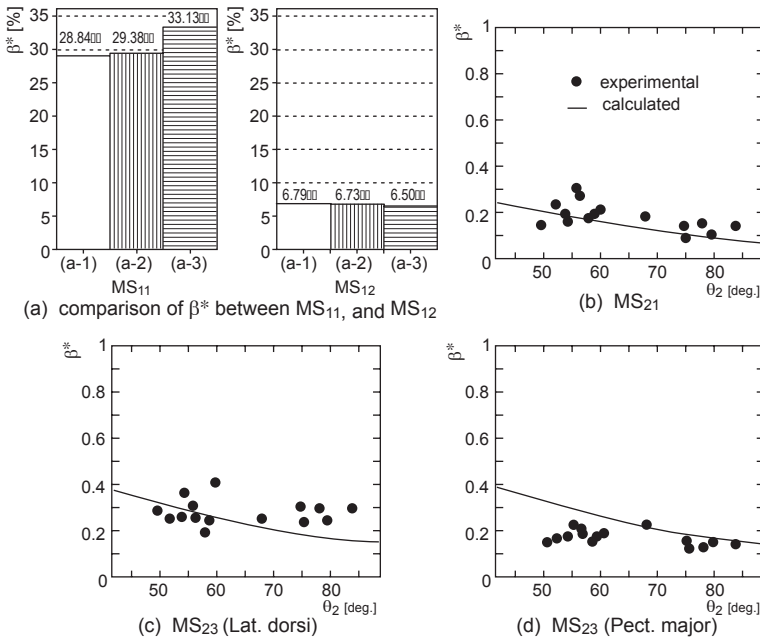 β* [%]
35
30
25
20
15
10
5
0
28.84▯▯
29.38▯▯
33.13▯▯
(a-1) (a-2) (a-3)
MS11
β* [%]
35
30
25
20
15
10
5
0
6.79▯▯
6.73▯▯
6.50▯▯
(a-1) (a-2) (a-3)
MS12
(a) comparison of β* between MS11, and MS12
β*
1
0.8
0.6
0.4
0.2
0
experimental
calculated
50 60 70 80
θ2 [deg.]
(b) MS21
β*
1
0.8
0.6
0.4
0.2
0
50 60 70 80
θ2 [deg.]
(c) MS23 (Lat. dorsi)
β*
1
0.8
0.6
0.4
0.2
0
50 60 70 80
θ2 [deg.]
(d) MS23 (Pect. major)